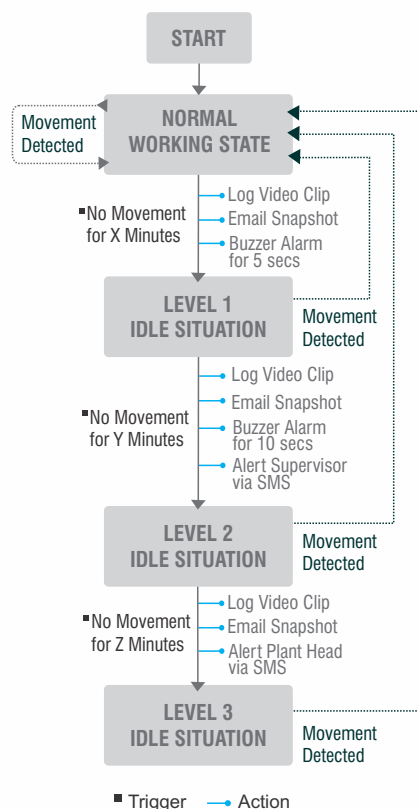 START
NORMAL
WORKING STATE
Movement
Detected
No Movement
for X Minutes
Log Video Clip
Email Snapshot
Buzzer Alarm
for 5 secs
LEVEL 1
IDLE SITUATION
Movement
Detected
No Movement
for Y Minutes
Log Video Clip
Email Snapshot
Buzzer Alarm
for 10 secs
Alert Supervisor
via SMS
LEVEL 2
IDLE SITUATION
Movement
Detected
No Movement
for Z Minutes
Log Video Clip
Email Snapshot
Alert Plant Head
via SMS
LEVEL 3
IDLE SITUATION
Movement
Detected
Trigger
Action